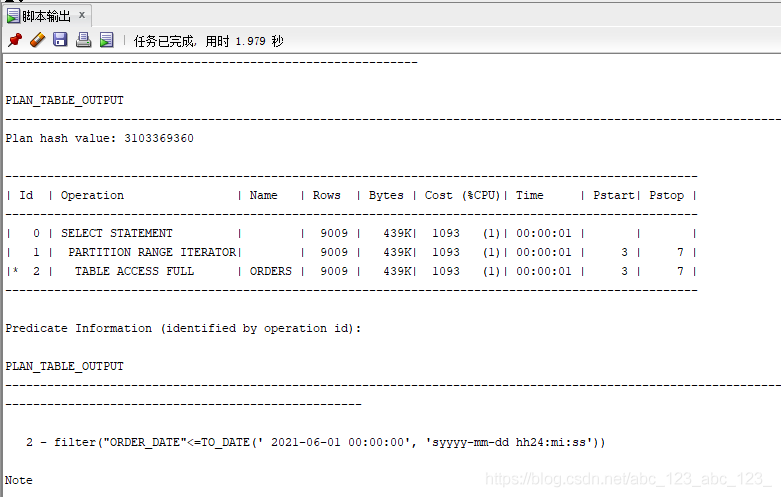 脚本输出 x
任务已完成, 用时 1.979 秒
-----------------------------------------------------------
PLAN_TABLE_OUTPUT
---------------------------------------------------------------------------------------------------------------
Plan hash value: 3103369360
---------------------------------------------------------------------------------------------------
| Id  | Operation                | Name   | Rows  | Bytes | Cost (%CPU)| Time     | Pstart| Pstop |
---------------------------------------------------------------------------------------------------
|   0 | SELECT STATEMENT         |        |  9009 |   439K|  1093   (1)| 00:00:01 |       |       |
|   1 |  PARTITION RANGE ITERATOR|        |  9009 |   439K|  1093   (1)| 00:00:01 |     3 |     7 |
|*  2 |   TABLE ACCESS FULL      | ORDERS |  9009 |   439K|  1093   (1)| 00:00:01 |     3 |     7 |
---------------------------------------------------------------------------------------------------
Predicate Information (identified by operation id):
PLAN_TABLE_OUTPUT
---------------------------------------------------------------------------------------------------------------
---------------------------------------------------
2 - filter("ORDER_DATE"<=TO_DATE(' 2021-06-01 00:00:00', 'syyyy-mm-dd hh24:mi:ss'))
Note
https://blog.csdn.net/abc_123_abc_123_